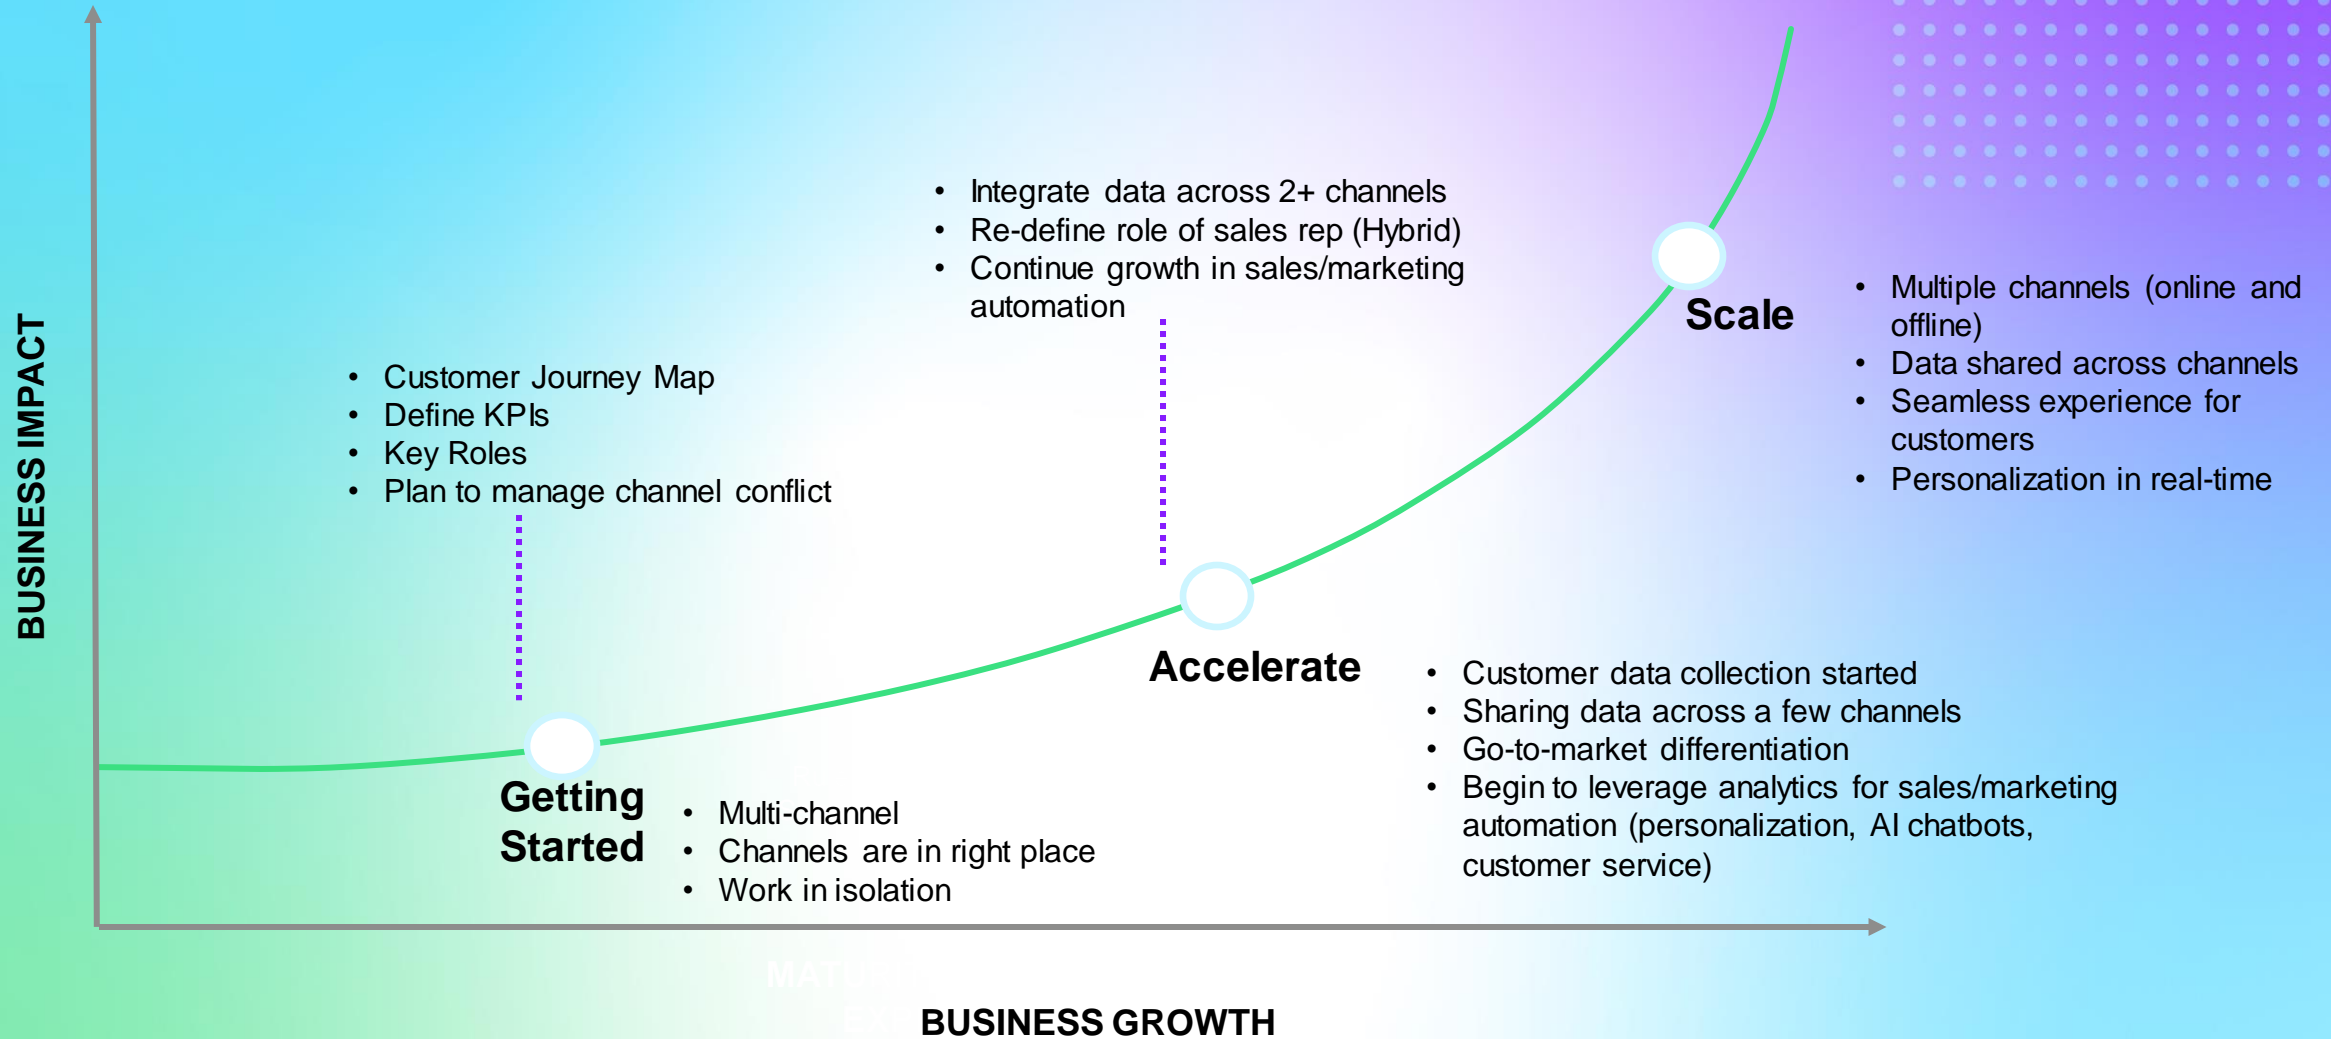 • Integrate data across 2+ channels
• Re-define role of sales rep (Hybrid)
• Continue growth in sales/marketing
automation
Scale
• Multiple channels (online and
offline)
• Data shared across channels
• Seamless experience for
customers
• Personalization in real-time
BUSINESS IMPACT
• Customer Journey Map
• Define KPIs
• Key Roles
• Plan to manage channel conflict
Accelerate
• Customer data collection started
• Sharing data across a few channels
• Go-to-market differentiation
• Begin to leverage analytics for sales/marketing
automation (personalization, AI chatbots,
customer service)
Getting
Started
• Multi-channel
• Channels are in right place
• Work in isolation
BUSINESS GROWTH